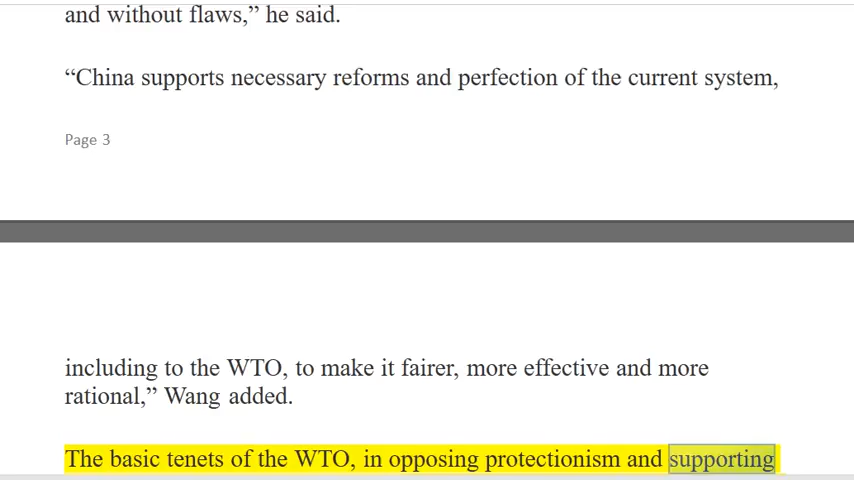 and without flaws,” he said.
“China supports necessary reforms and perfection of the current system,
Page 3
including to the WTO, to make it fairer, more effective and more
rational,” Wang added.
The basic tenets of the WTO, in opposing protectionism and supporting